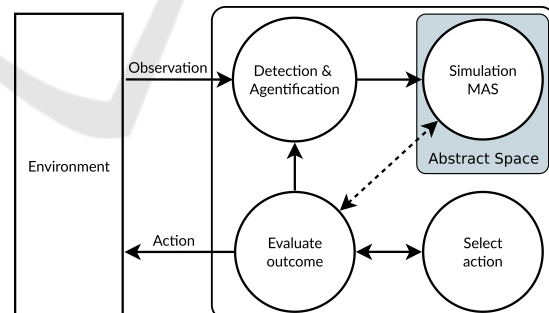 Observation
Detection &
Agentification
Simulation
MAS
Abstract Space
Environment
Action
Evaluate
outcome
Select
action